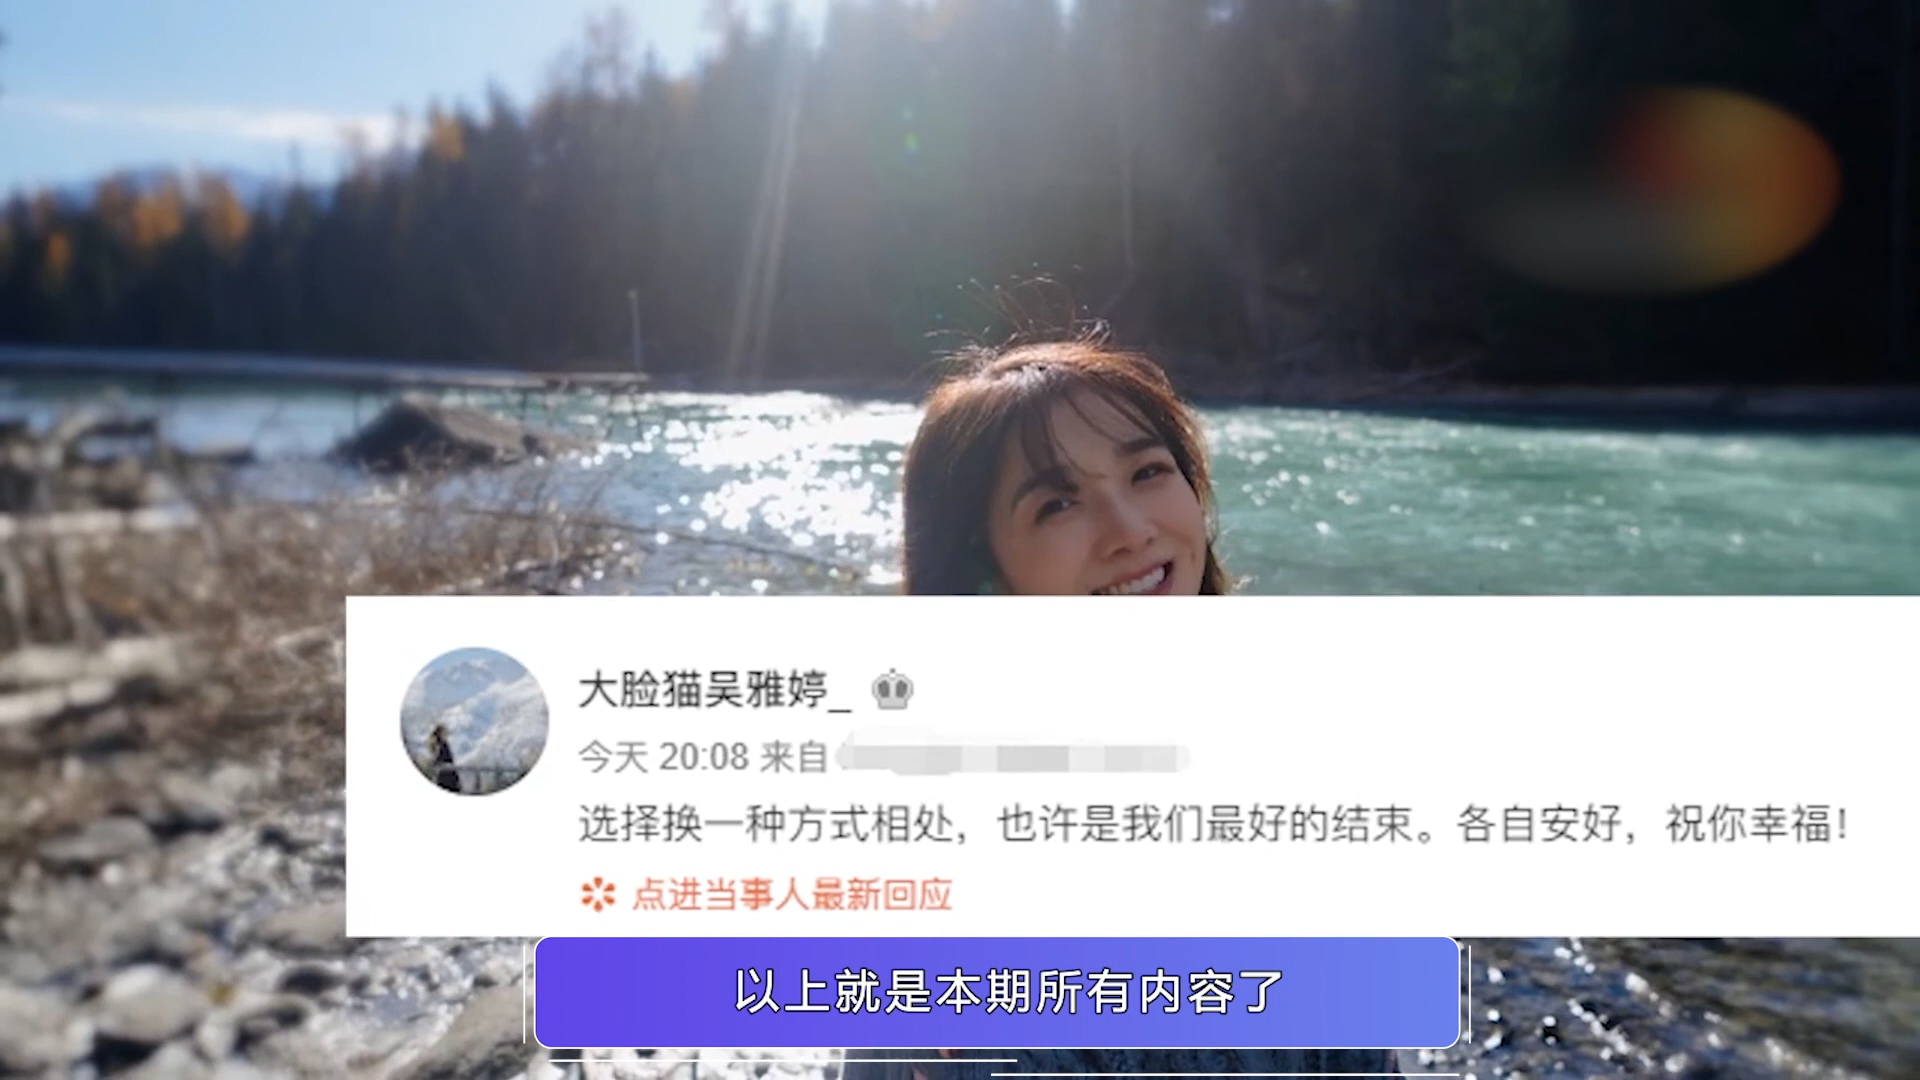 大脸猫吴雅婷_
今天 20:08 来自
选择换一种方式相处，也许是我们最好的结束。各自安好，祝你幸福！
点进当事人最新回应
以上就是本期所有内容了